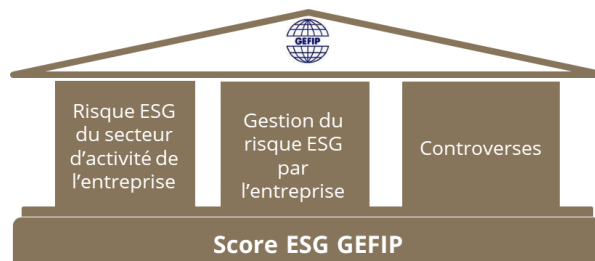 GEFIP
Risque ESG
du secteur
d’activité de
l’entreprise
Gestion du
risque ESG
par
l’entreprise
Controverses
Score ESG GEFIP